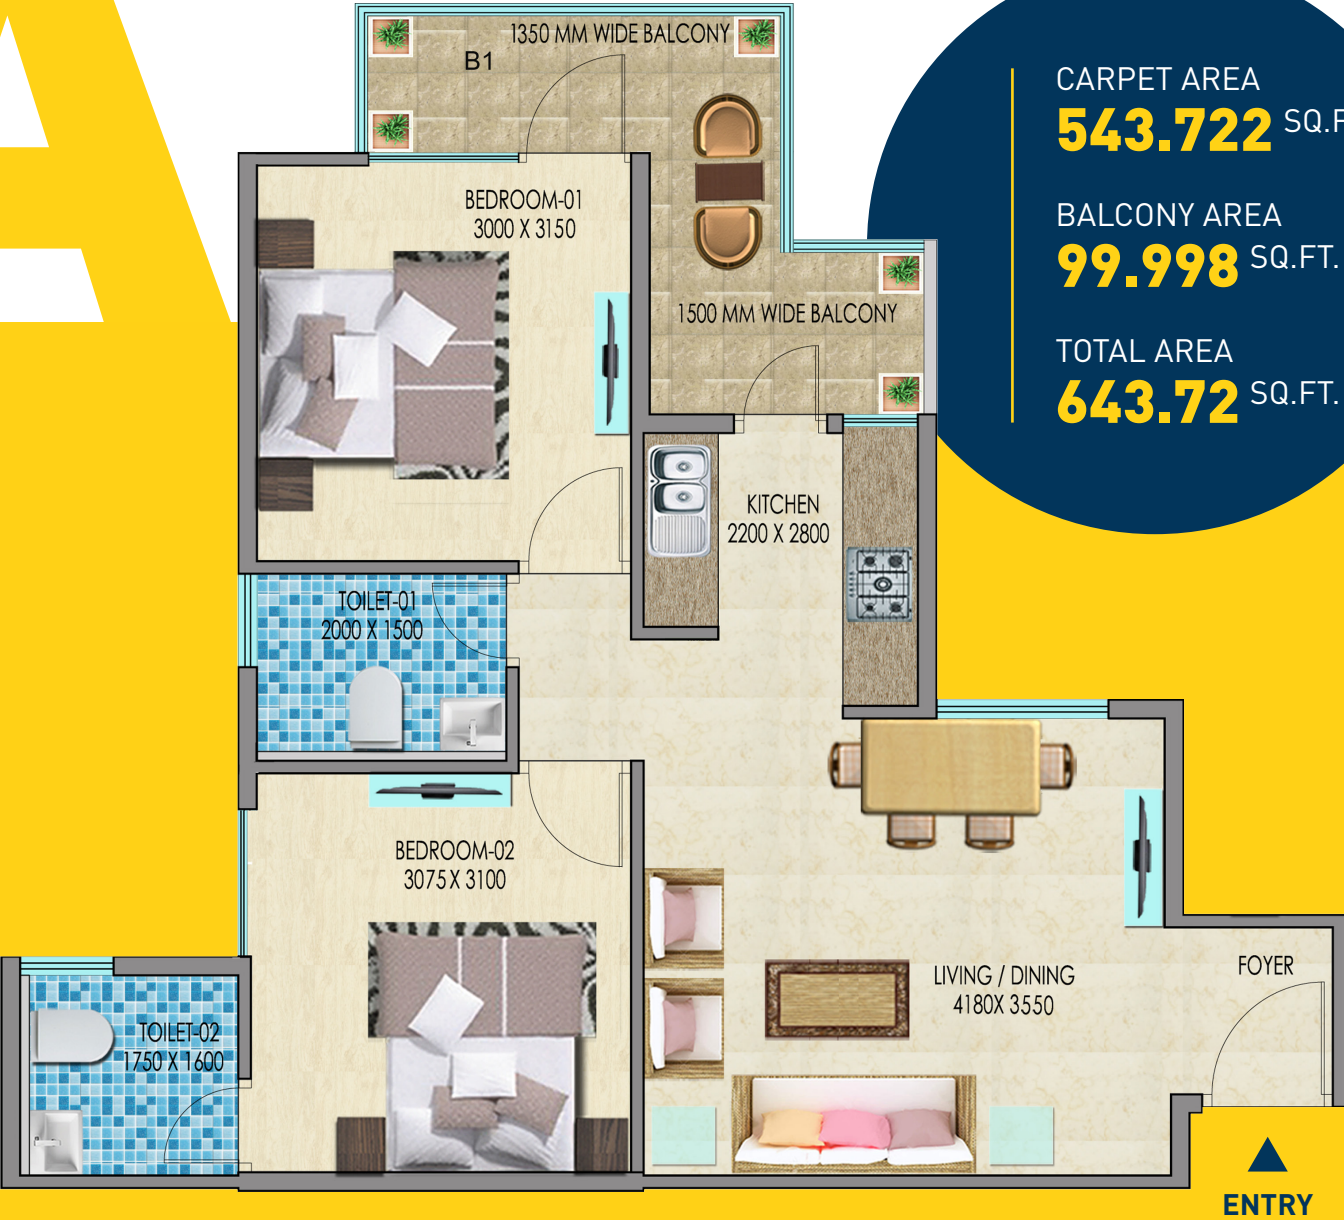 A
1350 MM WIDE BALCONY
B1
BEDROOM-01
3000 X 3150
1500 MM WIDE BALCONY
CARPET AREA
543.722 SQ.F
BALCONY AREA
99.998 SQ.FT.
TOTAL AREA
643.72 SQ.FT.
KITCHEN
2200 X 2800
TOILET-01
2000 X 1500
BEDROOM-02
3075 X 3100
LIVING / DINING
4180X 3550
FOYER
TOILET-02
1750 X 1600
ENTRY